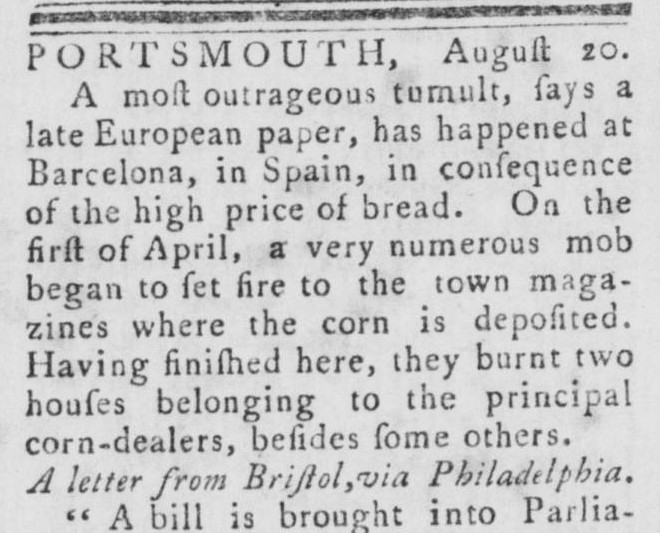 PORTSMOUTH, Auguſt 20.
A moſt outrageous tumult, ſays a
late European paper, has happened at
Barcelona, in Spain, in conſequence
of the high price of bread. On the
firſt of April, a very numerous mob
began to ſet fire to the town maga-
zines where the corn is depoſited.
Having finiſhed here, they burnt two
houſes belonging to the principal
corn-dealers, beſides ſome others.
A letter from Briſtol, via Philadelphia.
“ A bill is brought into Parlia-